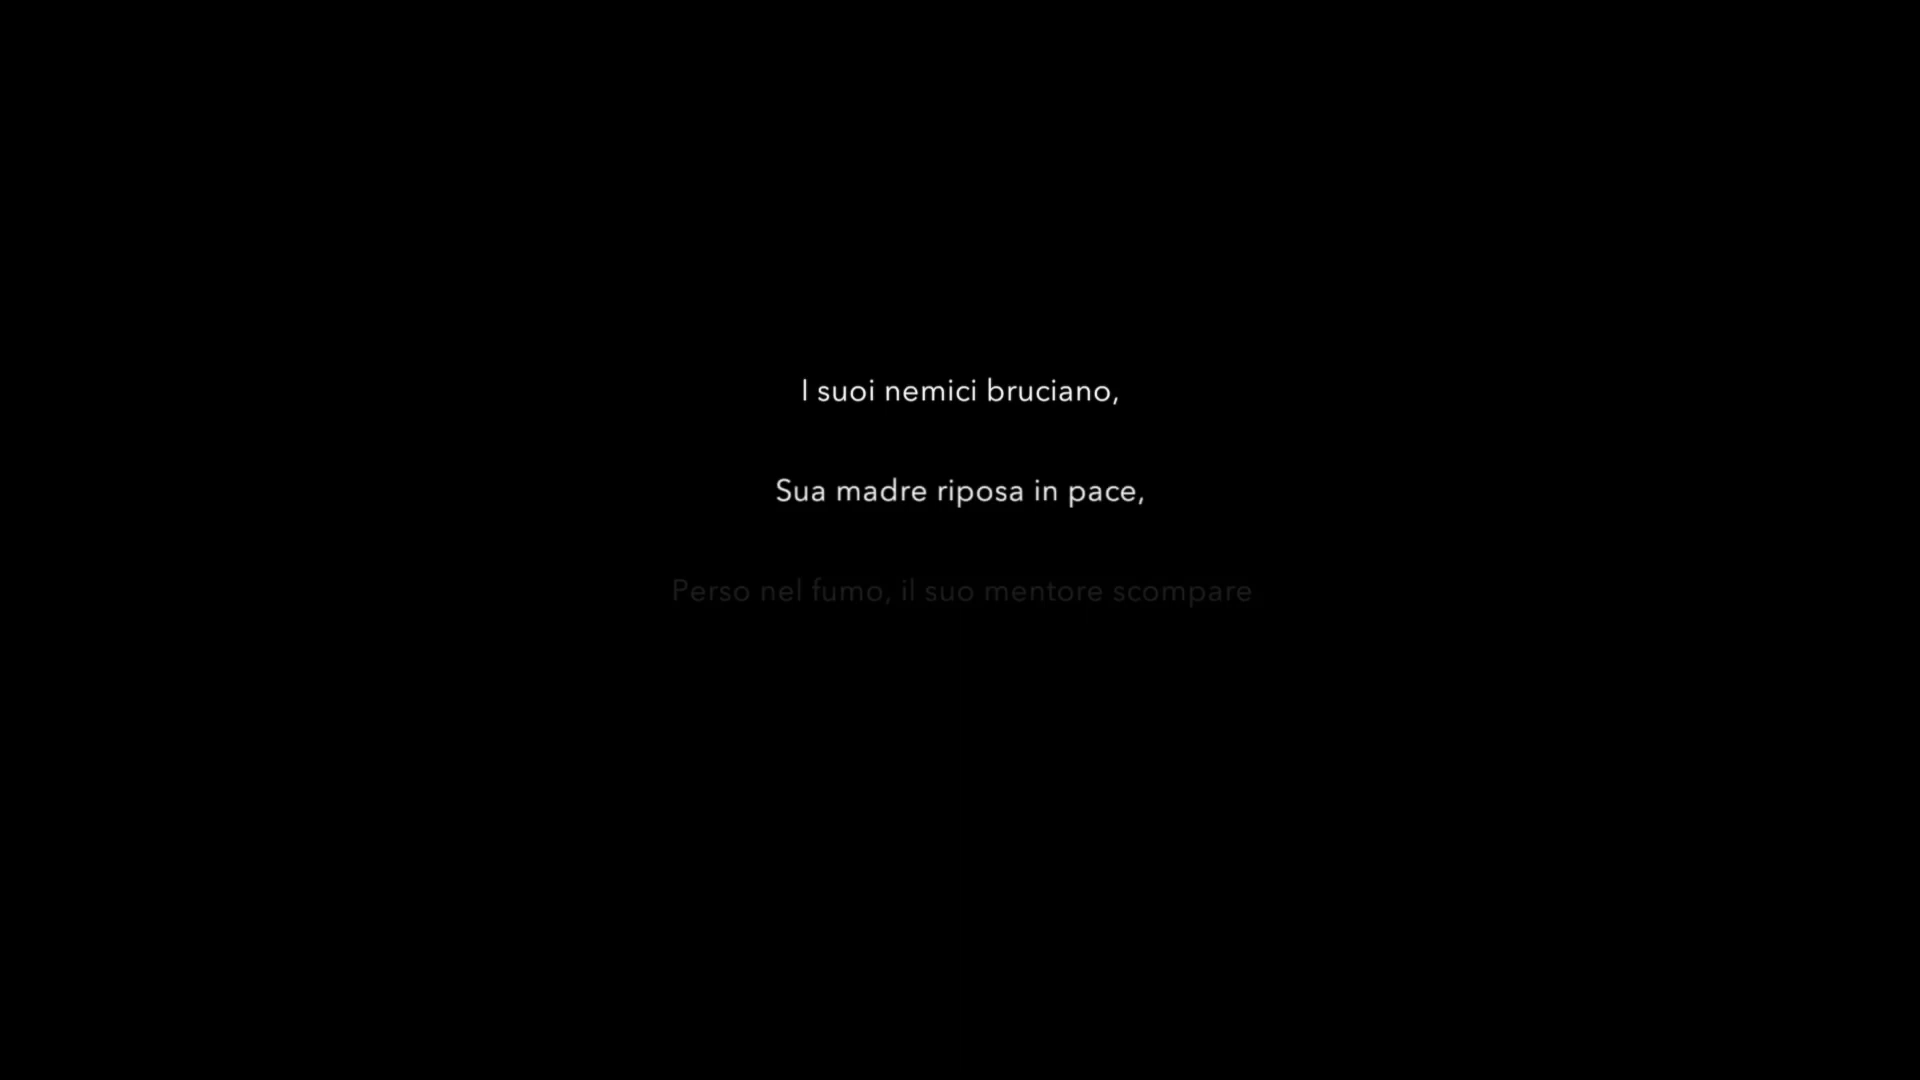 I suoi nemici bruciano,
Sua madre riposa in pace,
Perso nel fumo, il suo mentore scompare